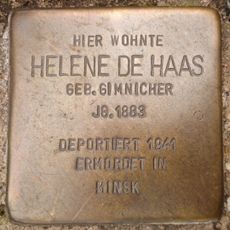 HIER WOHNTE
HELENE DE HAAS
GEB. GIMNICHER
JG. 1883
DEPORTIERT 1941
ERMORDET IN
MINSK